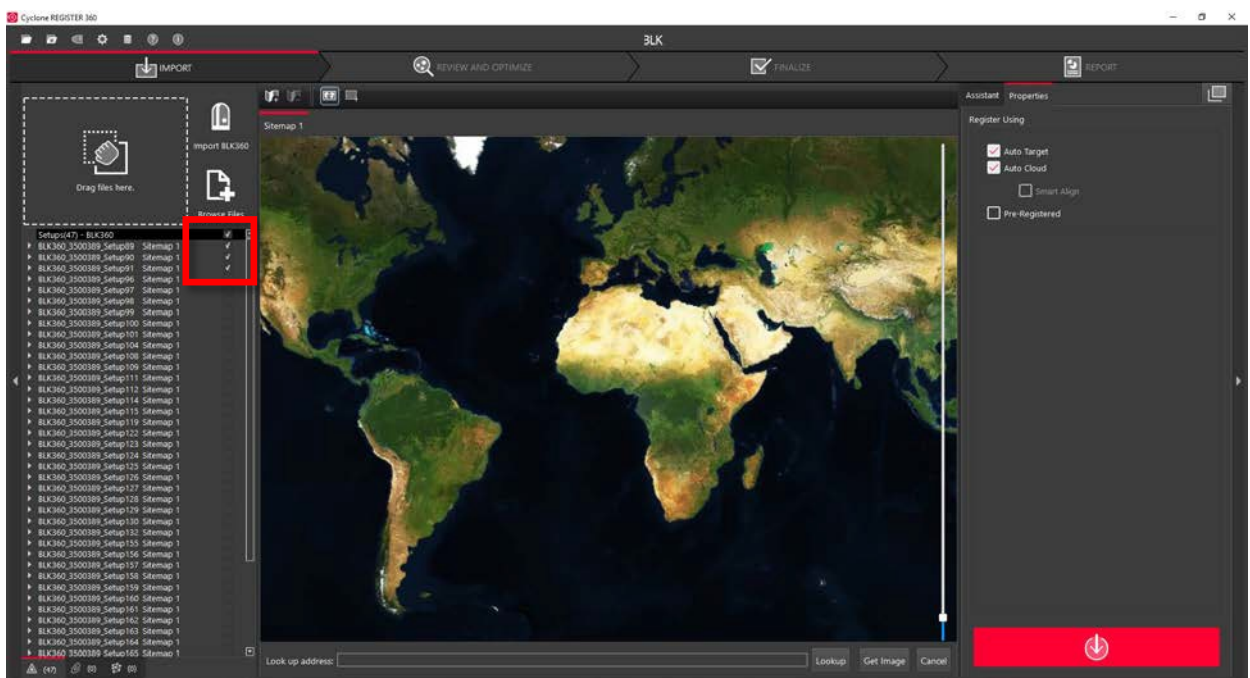 Cyclone REGISTER 360
3LK
IMPORT
REVIEW AND OPTIMIZE
FINALIZE
REPORT
Drag files here.
Import BLK360
Browse Files
Setups(47) - BLK360
BLK360_3500389_Setup89 Sitemap 1
BLK360_3500389_Setup90 Sitemap 1
BLK360_3500389_Setup91 Sitemap 1
BLK360_3500389_Setup96 Sitemap 1
BLK360_3500389_Setup97 Sitemap 1
BLK360_3500389_Setup98 Sitemap 1
BLK360_3500389_Setup99 Sitemap 1
BLK360_3500389_Setup100 Sitemap 1
BLK360_3500389_Setup101 Sitemap 1
BLK360_3500389_Setup104 Sitemap 1
BLK360_3500389_Setup108 Sitemap 1
BLK360_3500389_Setup109 Sitemap 1
BLK360_3500389_Setup111 Sitemap 1
BLK360_3500389_Setup112 Sitemap 1
BLK360_3500389_Setup114 Sitemap 1
BLK360_3500389_Setup115 Sitemap 1
BLK360_3500389_Setup119 Sitemap 1
BLK360_3500389_Setup122 Sitemap 1
BLK360_3500389_Setup123 Sitemap 1
BLK360_3500389_Setup124 Sitemap 1
BLK360_3500389_Setup125 Sitemap 1
BLK360_3500389_Setup126 Sitemap 1
BLK360_3500389_Setup127 Sitemap 1
BLK360_3500389_Setup128 Sitemap 1
BLK360_3500389_Setup129 Sitemap 1
BLK360_3500389_Setup130 Sitemap 1
BLK360_3500389_Setup132 Sitemap 1
BLK360_3500389_Setup155 Sitemap 1
BLK360_3500389_Setup156 Sitemap 1
BLK360_3500389_Setup157 Sitemap 1
BLK360_3500389_Setup158 Sitemap 1
BLK360_3500389_Setup159 Sitemap 1
BLK360_3500389_Setup160 Sitemap 1
BLK360_3500389_Setup161 Sitemap 1
BLK360_3500389_Setup162 Sitemap 1
BLK360_3500389_Setup163 Sitemap 1
BLK360_3500389_Setup164 Sitemap 1
BLK360_3500389_Setup165 Sitemap 1
(47) (0) (0)
Sitemap 1
Look up address:
Lookup Get Image Cancel
Assistant Properties
Register Using
Auto Target
Auto Cloud
Smart Align
Pre-Registered